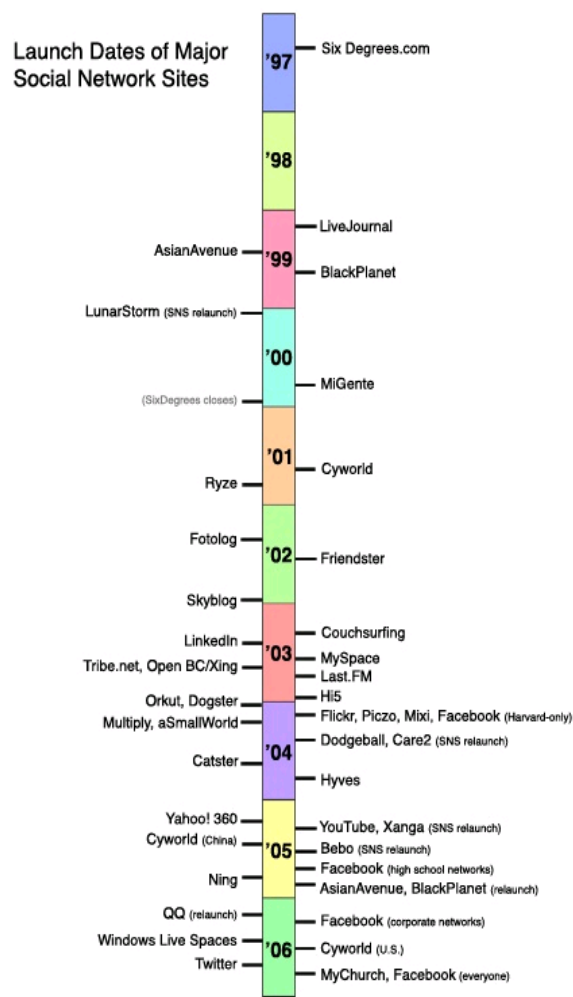 Launch Dates of Major
Social Network Sites
'97
Six Degrees.com
'98
LiveJournal
AsianAvenue
'99
BlackPlanet
LunarStorm (SNS relaunch)
'00
MiGente
(SixDegrees closes)
'01
Cyworld
Ryze
Fotolog
'02
Friendster
Skyblog
Couchsurfing
LinkedIn
'03
MySpace
Tribe.net, Open BC/Xing
Last.FM
Hi5
Orkut, Dogster
Flickr, Piczo, Mixi, Facebook (Harvard-only)
Multiply, aSmallWorld
Dodgeball, Care2 (SNS relaunch)
'04
Catster
Hyves
Yahoo! 360
YouTube, Xanga (SNS relaunch)
Cyworld (China)
'05
Bebo (SNS relaunch)
Facebook (high school networks)
Ning
AsianAvenue, BlackPlanet (relaunch)
QQ (relaunch)
Facebook (corporate networks)
Windows Live Spaces
'06
Cyworld (U.S.)
Twitter
MyChurch, Facebook (everyone)